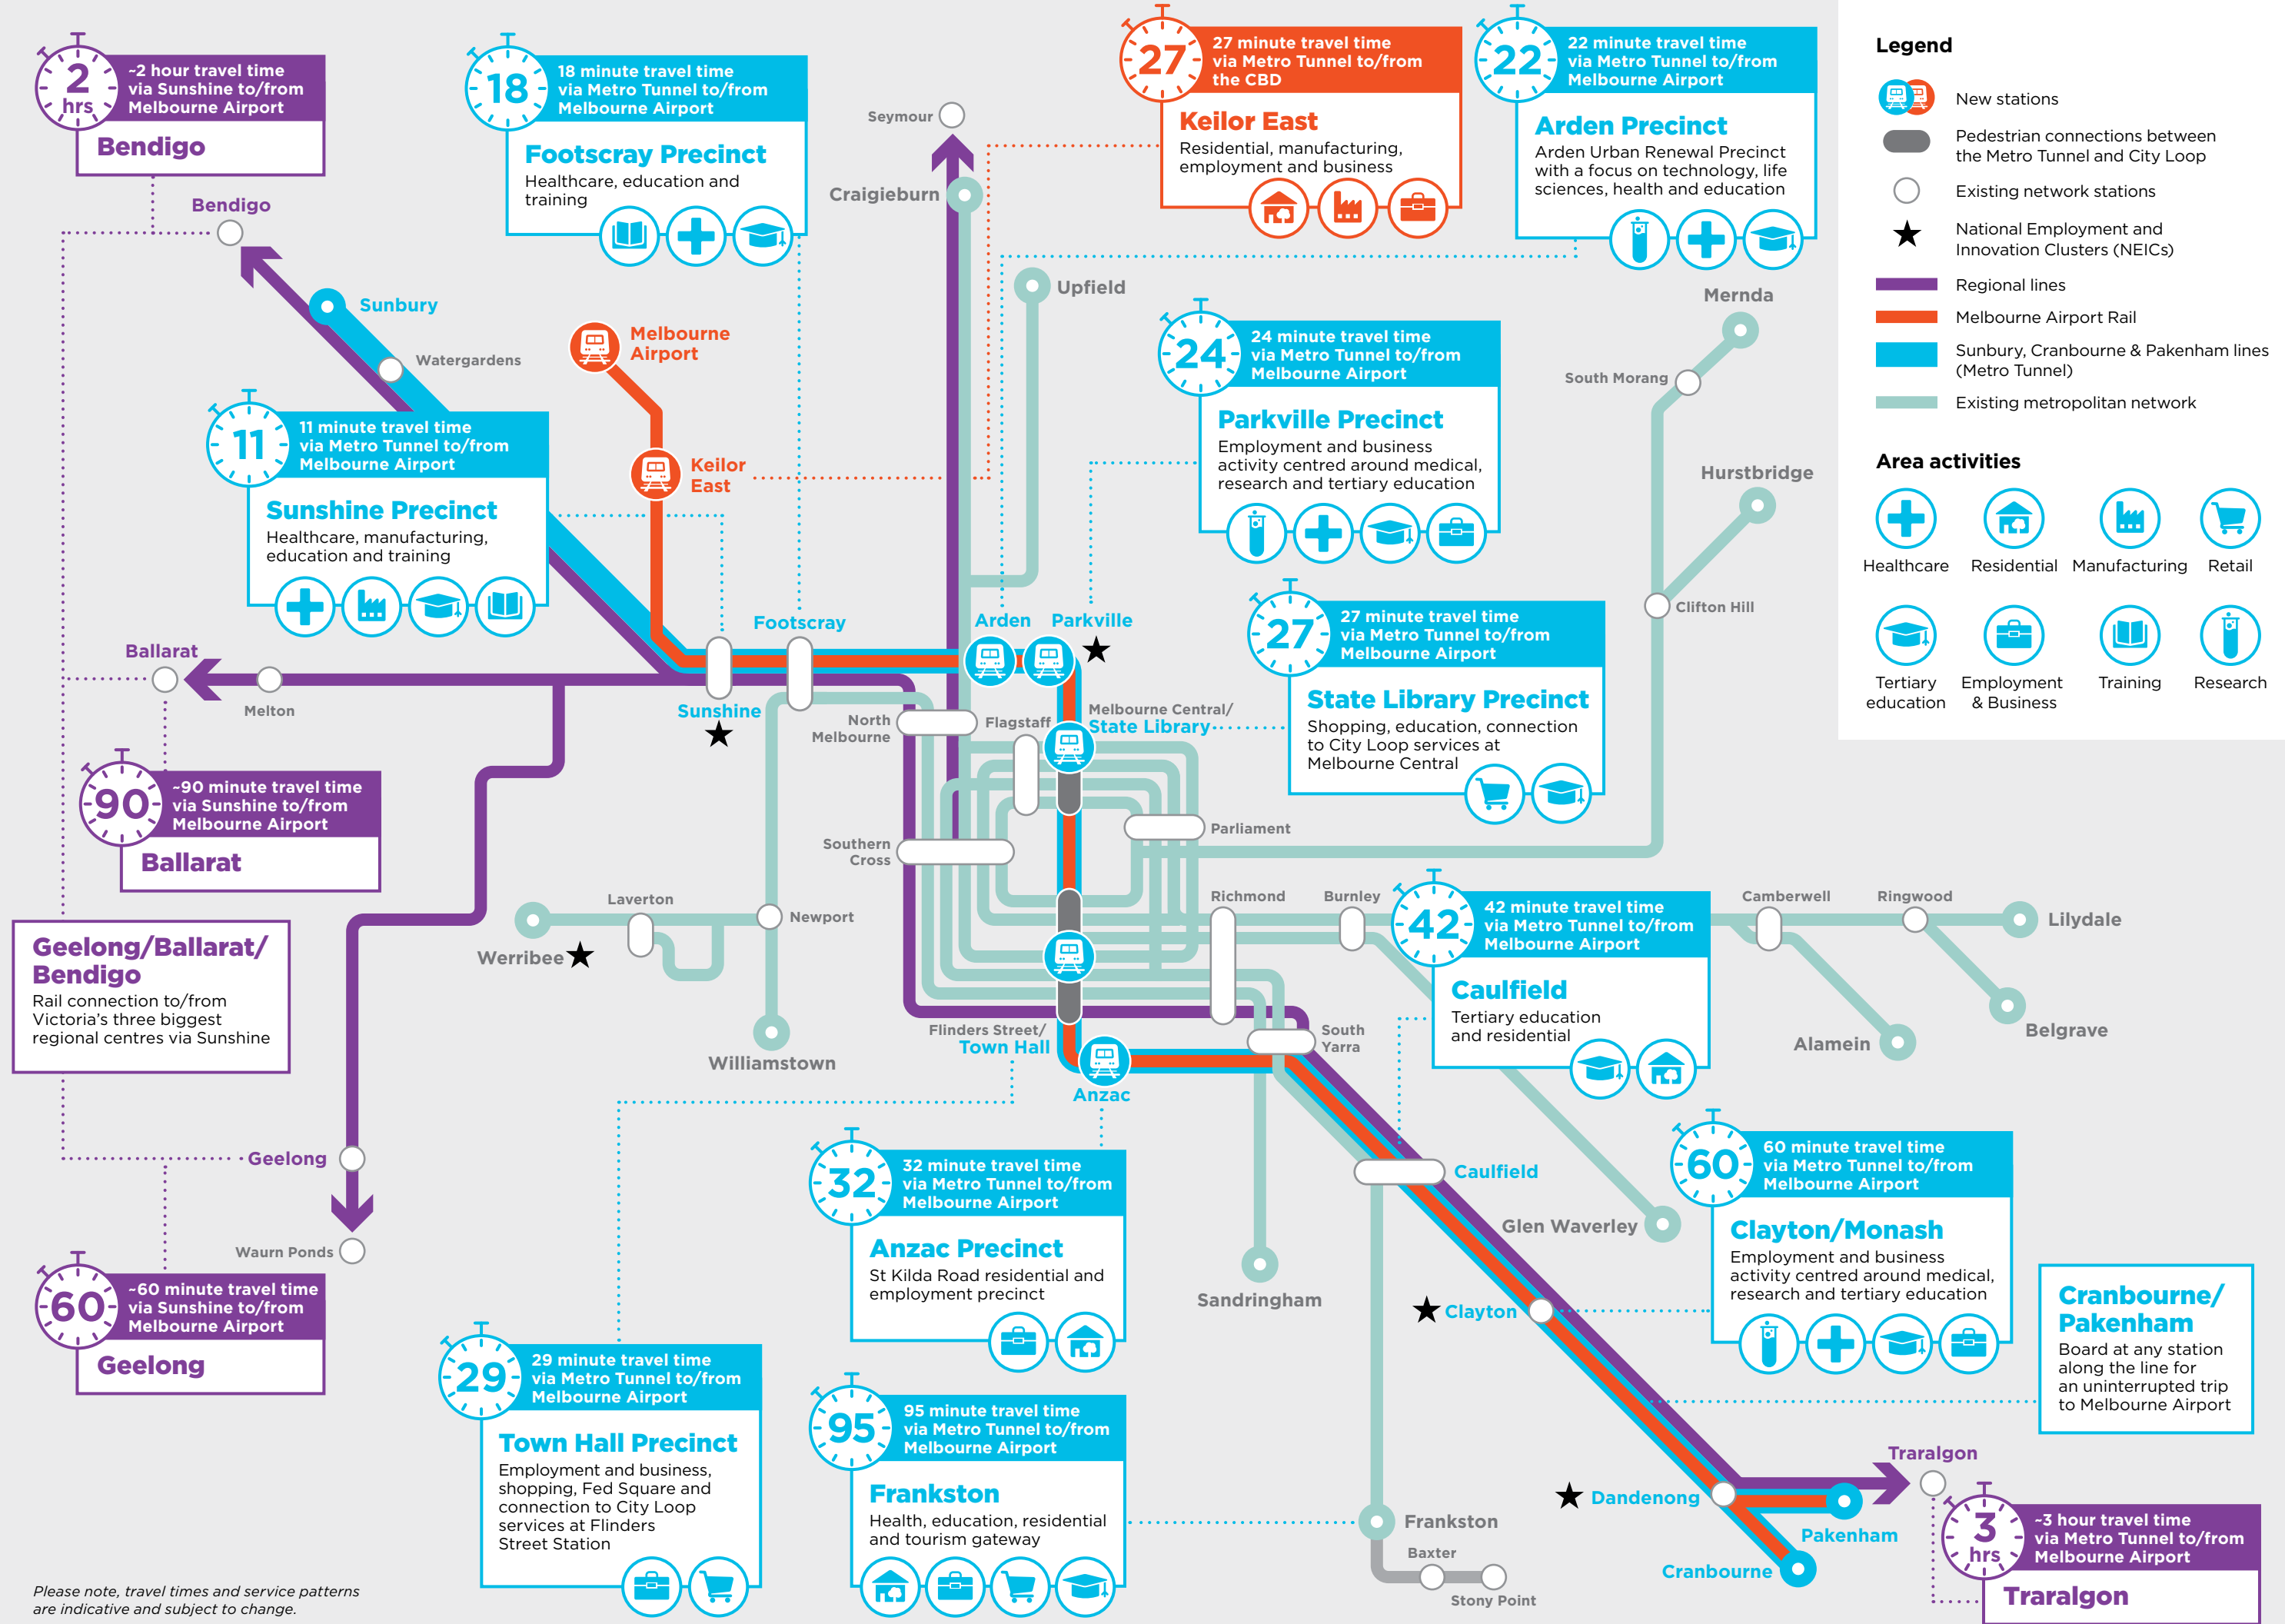 2
hrs
~2 hour travel time
via Sunshine to/from
Melbourne Airport
Bendigo
18
18 minute travel time
via Metro Tunnel to/from
Melbourne Airport
Footscray Precinct
Healthcare, education and
training
27
27 minute travel time
via Metro Tunnel to/from
the CBD
Keilor East
Residential, manufacturing,
employment and business
22
22 minute travel time
via Metro Tunnel to/from
Melbourne Airport
Arden Precinct
Arden Urban Renewal Precinct
with a focus on technology, life
sciences, health and education
Legend
New stations
Pedestrian connections between
the Metro Tunnel and City Loop
Existing network stations
National Employment and
Innovation Clusters (NEICs)
Regional lines
Melbourne Airport Rail
Sunbury, Cranbourne & Pakenham lines
(Metro Tunnel)
Existing metropolitan network
Area activities
Healthcare
Residential
Manufacturing
Retail
Tertiary
education
Employment
& Business
Training
Research
Seymour
Craigieburn
Upfield
Bendigo
Sunbury
Watergardens
Melbourne
Airport
Keilor
East
Mernda
South Morang
Hurstbridge
Clifton Hill
24
24 minute travel time
via Metro Tunnel to/from
Melbourne Airport
Parkville Precinct
Employment and business
activity centred around medical,
research and tertiary education
11
11 minute travel time
via Metro Tunnel to/from
Melbourne Airport
Sunshine Precinct
Healthcare, manufacturing,
education and training
27
27 minute travel time
via Metro Tunnel to/from
Melbourne Airport
State Library Precinct
Shopping, education, connection
to City Loop services at
Melbourne Central
Ballarat
Melton
Sunshine
Footscray
Arden
Parkville
North
Melbourne
Flagstaff
Melbourne Central/
State Library
Southern
Cross
Parliament
90
~90 minute travel time
via Sunshine to/from
Melbourne Airport
Ballarat
Geelong/Ballarat/
Bendigo
Rail connection to/from
Victoria's three biggest
regional centres via Sunshine
Laverton
Werribee
Newport
Williamstown
Richmond
Burnley
Camberwell
Ringwood
Lilydale
Belgrave
Alamein
42
42 minute travel time
via Metro Tunnel to/from
Melbourne Airport
Caulfield
Tertiary education
and residential
Flinders Street/
Town Hall
South
Yarra
Anzac
Geelong
Waurn Ponds
60
~60 minute travel time
via Sunshine to/from
Melbourne Airport
Geelong
32
32 minute travel time
via Metro Tunnel to/from
Melbourne Airport
Anzac Precinct
St Kilda Road residential and
employment precinct
Caulfield
Glen Waverley
Sandringham
Clayton
60
60 minute travel time
via Metro Tunnel to/from
Melbourne Airport
Clayton/Monash
Employment and business
activity centred around medical,
research and tertiary education
Cranbourne/
Pakenham
Board at any station
along the line for
an uninterrupted trip
to Melbourne Airport
29
29 minute travel time
via Metro Tunnel to/from
Melbourne Airport
Town Hall Precinct
Employment and business,
shopping, Fed Square and
connection to City Loop
services at Flinders
Street Station
95
95 minute travel time
via Metro Tunnel to/from
Melbourne Airport
Frankston
Health, education, residential
and tourism gateway
Frankston
Baxter
Stony Point
Dandenong
Traralgon
Pakenham
Cranbourne
3
hrs
~3 hour travel time
via Metro Tunnel to/from
Melbourne Airport
Traralgon
Please note, travel times and service patterns
are indicative and subject to change.